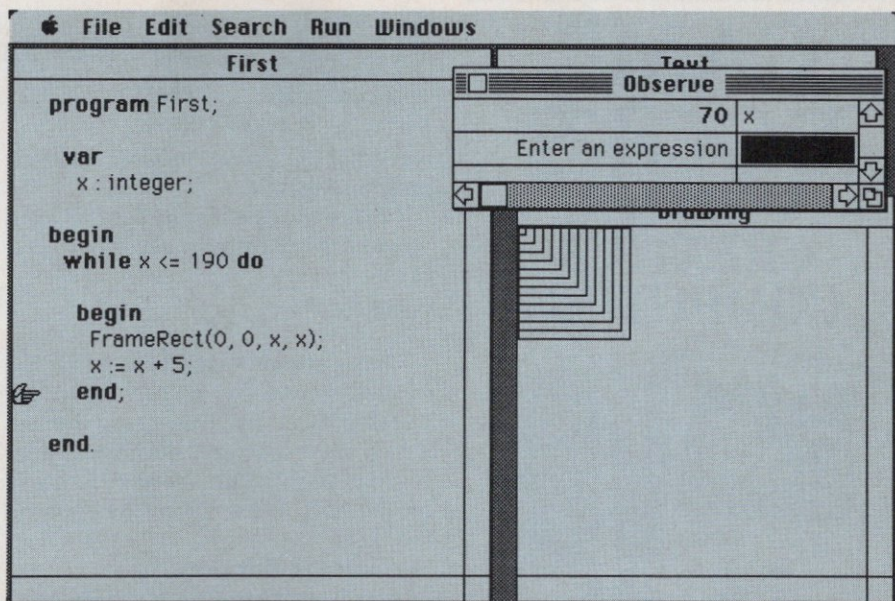 File Edit Search Run Windows
First
program First;
var
x : integer;
begin
while x <= 190 do
begin
FrameRect(0, 0, x, x);
x := x + 5;
end;
end.
Text
Observe
70 x
Enter an expression
Drawing